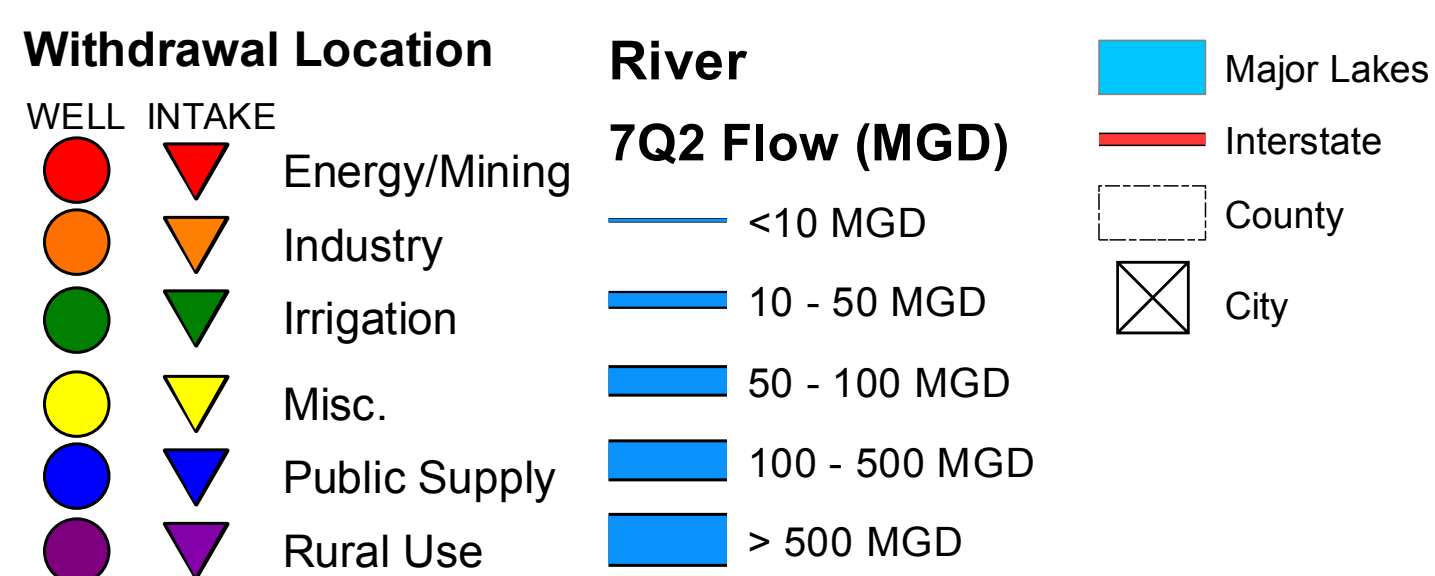 Withdrawal Location
WELL INTAKE
Energy/Mining
Industry
Irrigation
Misc.
Public Supply
Rural Use
River
7Q2 Flow (MGD)
<10 MGD
10 - 50 MGD
50 - 100 MGD
100 - 500 MGD
> 500 MGD
Major Lakes
Interstate
County
City